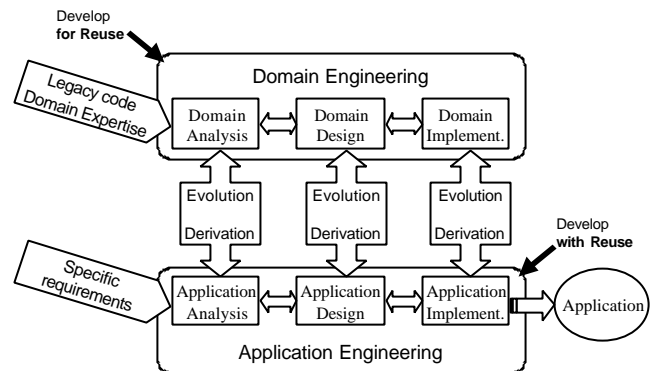 Develop
for Reuse
Domain Engineering
Legacy code
Domain Expertise
Domain
Analysis
Domain
Design
Domain
Implement.
Evolution
Derivation
Evolution
Derivation
Evolution
Derivation
Develop
with Reuse
Specific
requirements
Application
Analysis
Application
Design
Application
Implement.
Application
Application Engineering